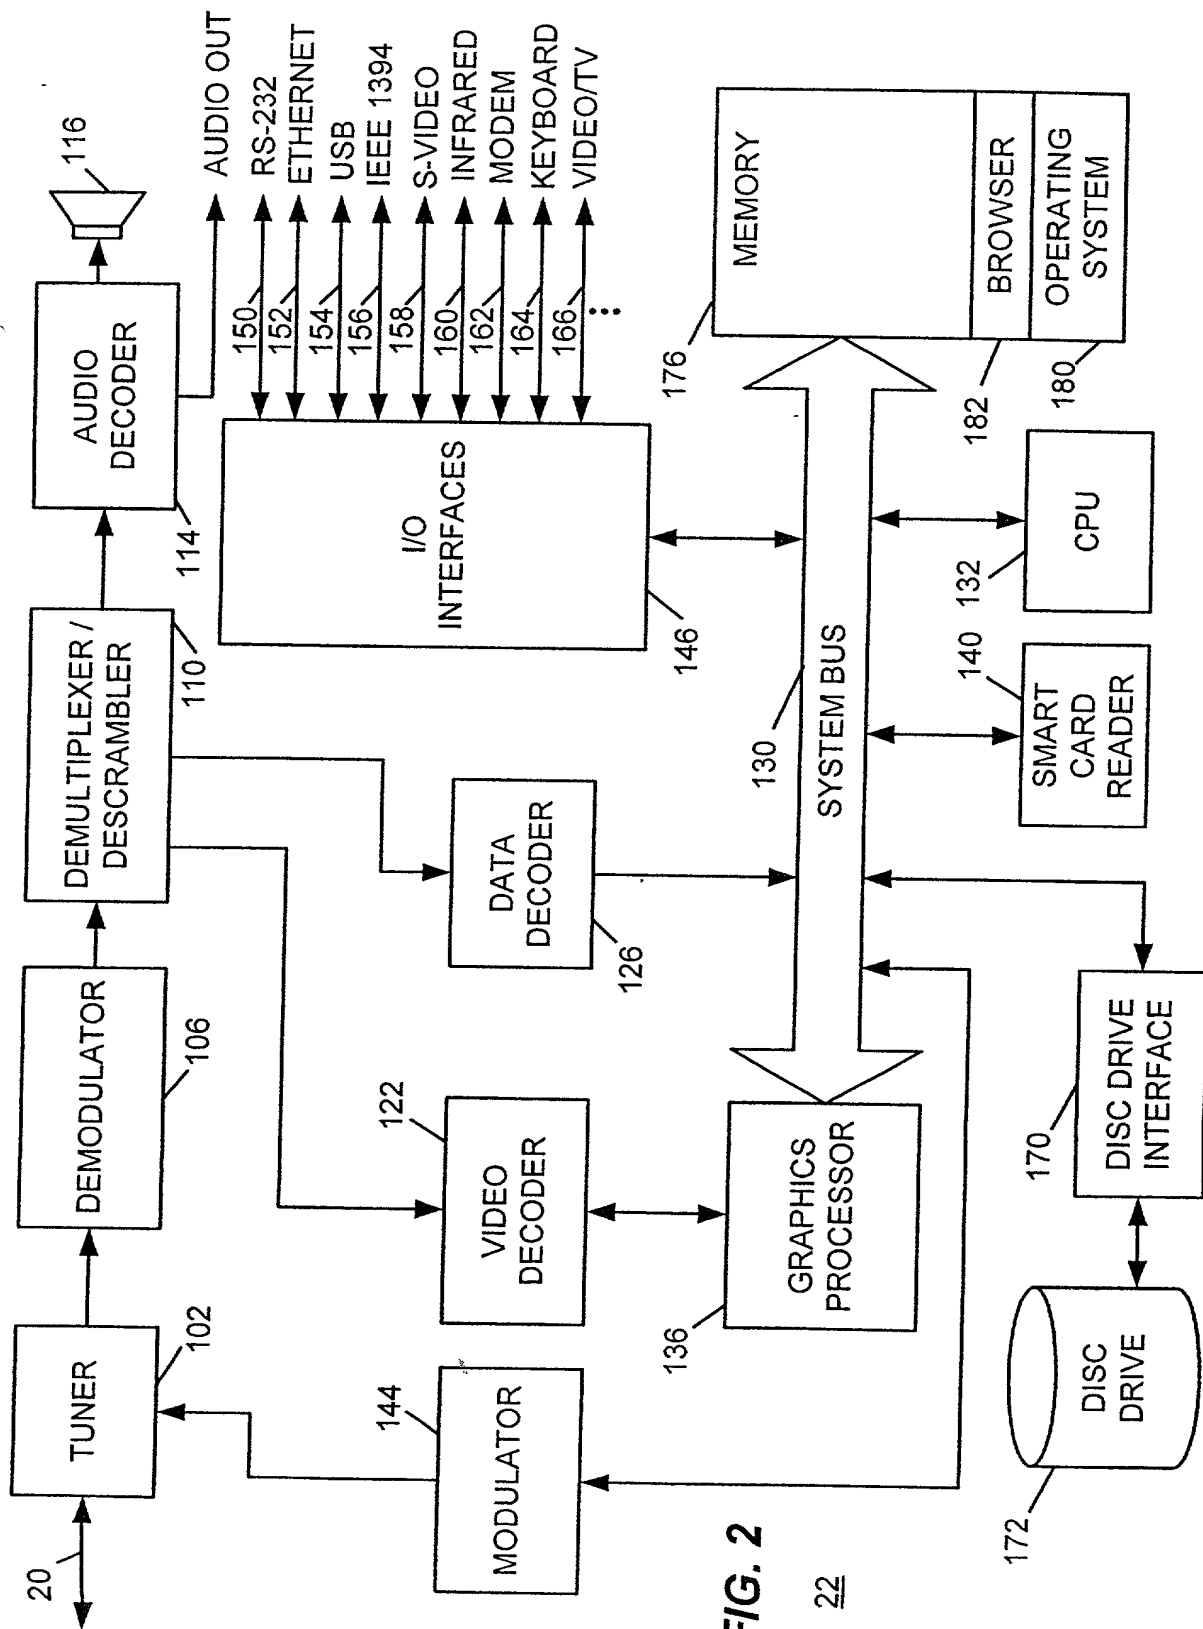 20
TUNER
102
DEMODULATOR
106
DEMULTIPLEXER /
DESCRAMBLER
110
AUDIO
DECODER
114
116
AUDIO OUT
RS-232
ETHERNET
USB
IEEE 1394
S-VIDEO
INFRARED
MODEM
KEYBOARD
VIDEO/TV
150
152
154
156
158
160
162
164
166
I/O
INTERFACES
146
144
MODULATOR
122
VIDEO
DECODER
DATA
DECODER
126
136
GRAPHICS
PROCESSOR
130
SYSTEM BUS
176
MEMORY
BROWSER
182
OPERATING
SYSTEM
180
172
DISC
DRIVE
170
DISC DRIVE
INTERFACE
140
SMART
CARD
READER
132
CPU
FIG. 2
22